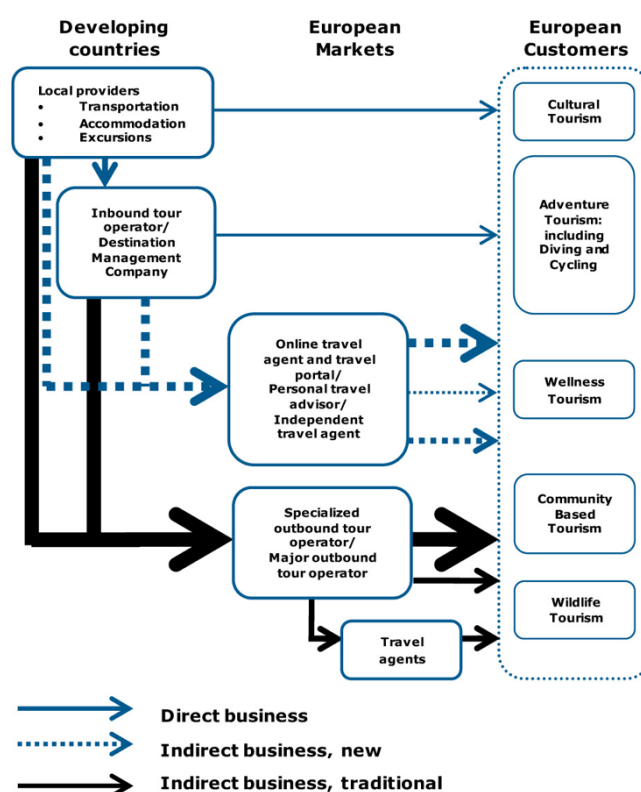 Developing
countries
European
Markets
European
Customers
Local providers
• Transportation
• Accommodation
• Excursions
Cultural
Tourism
Inbound tour
operator/
Destination
Management
Company
Adventure
Tourism:
including
Diving and
Cycling
Online travel
agent and travel
portal/
Personal travel
advisor/
Independent
travel agent
Wellness
Tourism
Specialized
outbound tour
operator/
Major outbound
tour operator
Community
Based
Tourism
Wildlife
Tourism
Travel
agents
Direct business
Indirect business, new
Indirect business, traditional